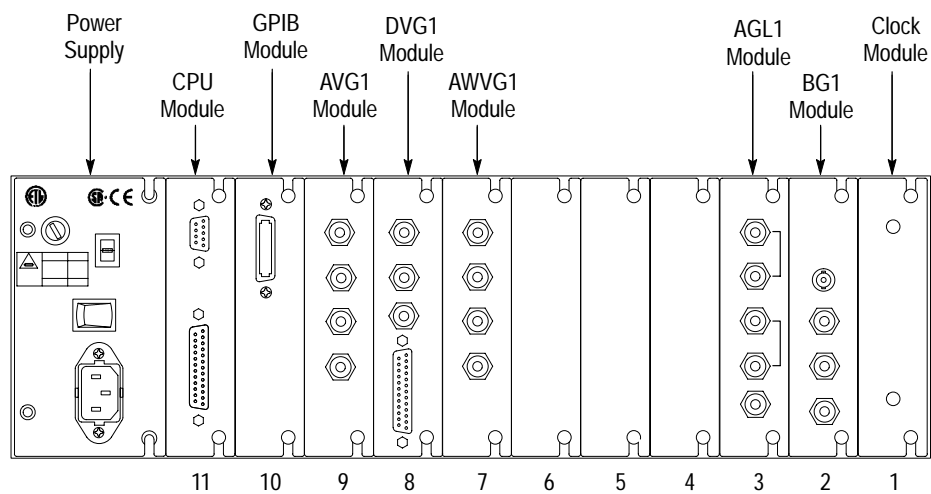 Power
Supply
CPU
Module
GPIB
Module
AVG1
Module
DVG1
Module
AWVG1
Module
AGL1
Module
BG1
Module
Clock
Module
CE
11 10 9 8 7 6 5 4 3 2 1